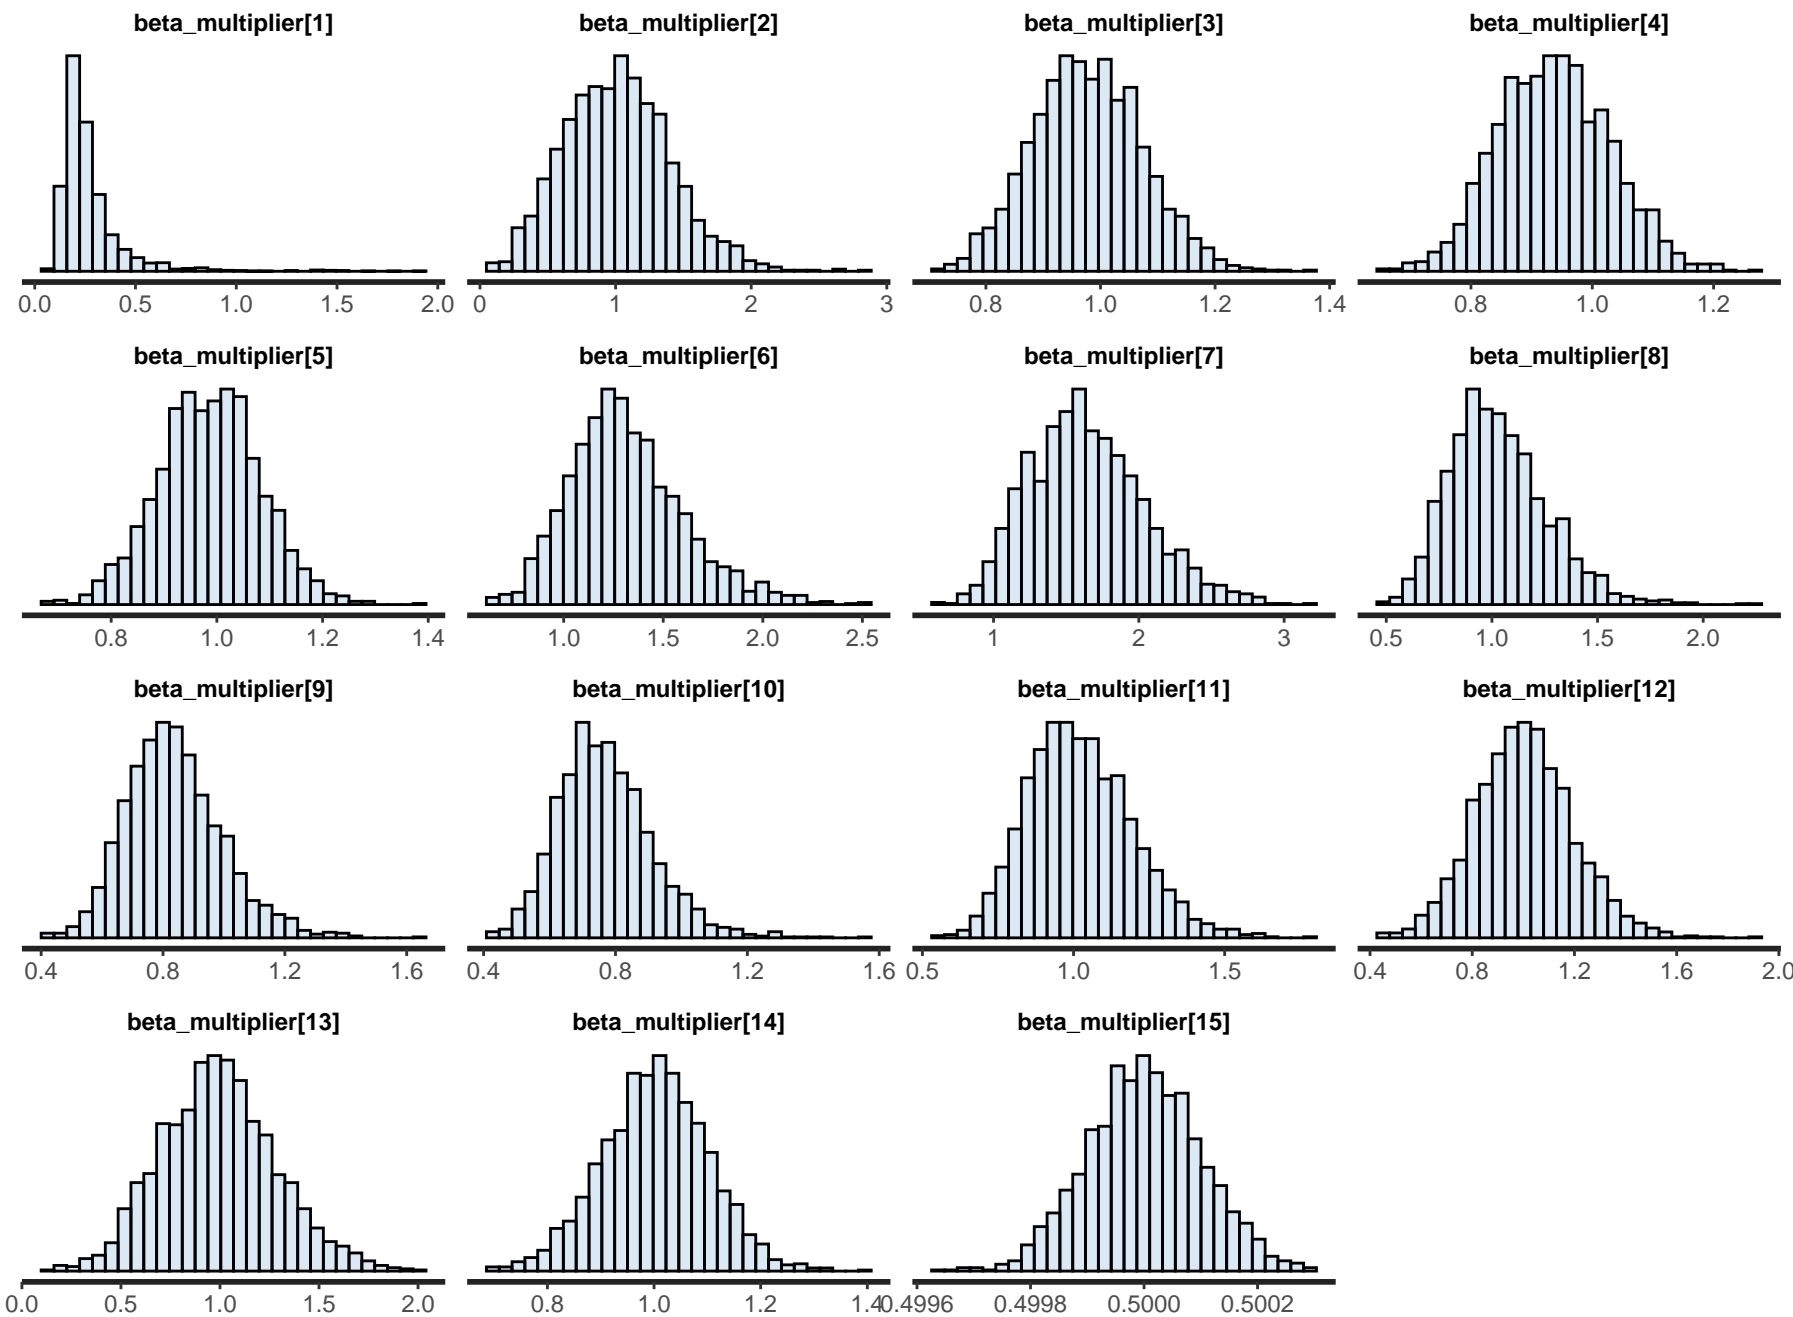 beta_multiplier[1] beta_multiplier[2] beta_multiplier[3] beta_multiplier[4]
0.0 0.5 1.0 1.5 2.0 0 1 2 3 0.8 1.0 1.2 1.4 0.8 1.0 1.2
beta_multiplier[5] beta_multiplier[6] beta_multiplier[7] beta_multiplier[8]
0.8 1.0 1.2 1.4 1.0 1.5 2.0 2.5 1 2 3 0.5 1.0 1.5 2.0
beta_multiplier[9] beta_multiplier[10] beta_multiplier[11] beta_multiplier[12]
0.4 0.8 1.2 1.6 0.4 0.8 1.2 1.6 0.5 1.0 1.5 0.4 0.8 1.2 1.6 2.0
beta_multiplier[13] beta_multiplier[14] beta_multiplier[15]
0.0 0.5 1.0 1.5 2.0 0.8 1.0 1.2 1.4 0.4996 0.4998 0.5000 0.5002